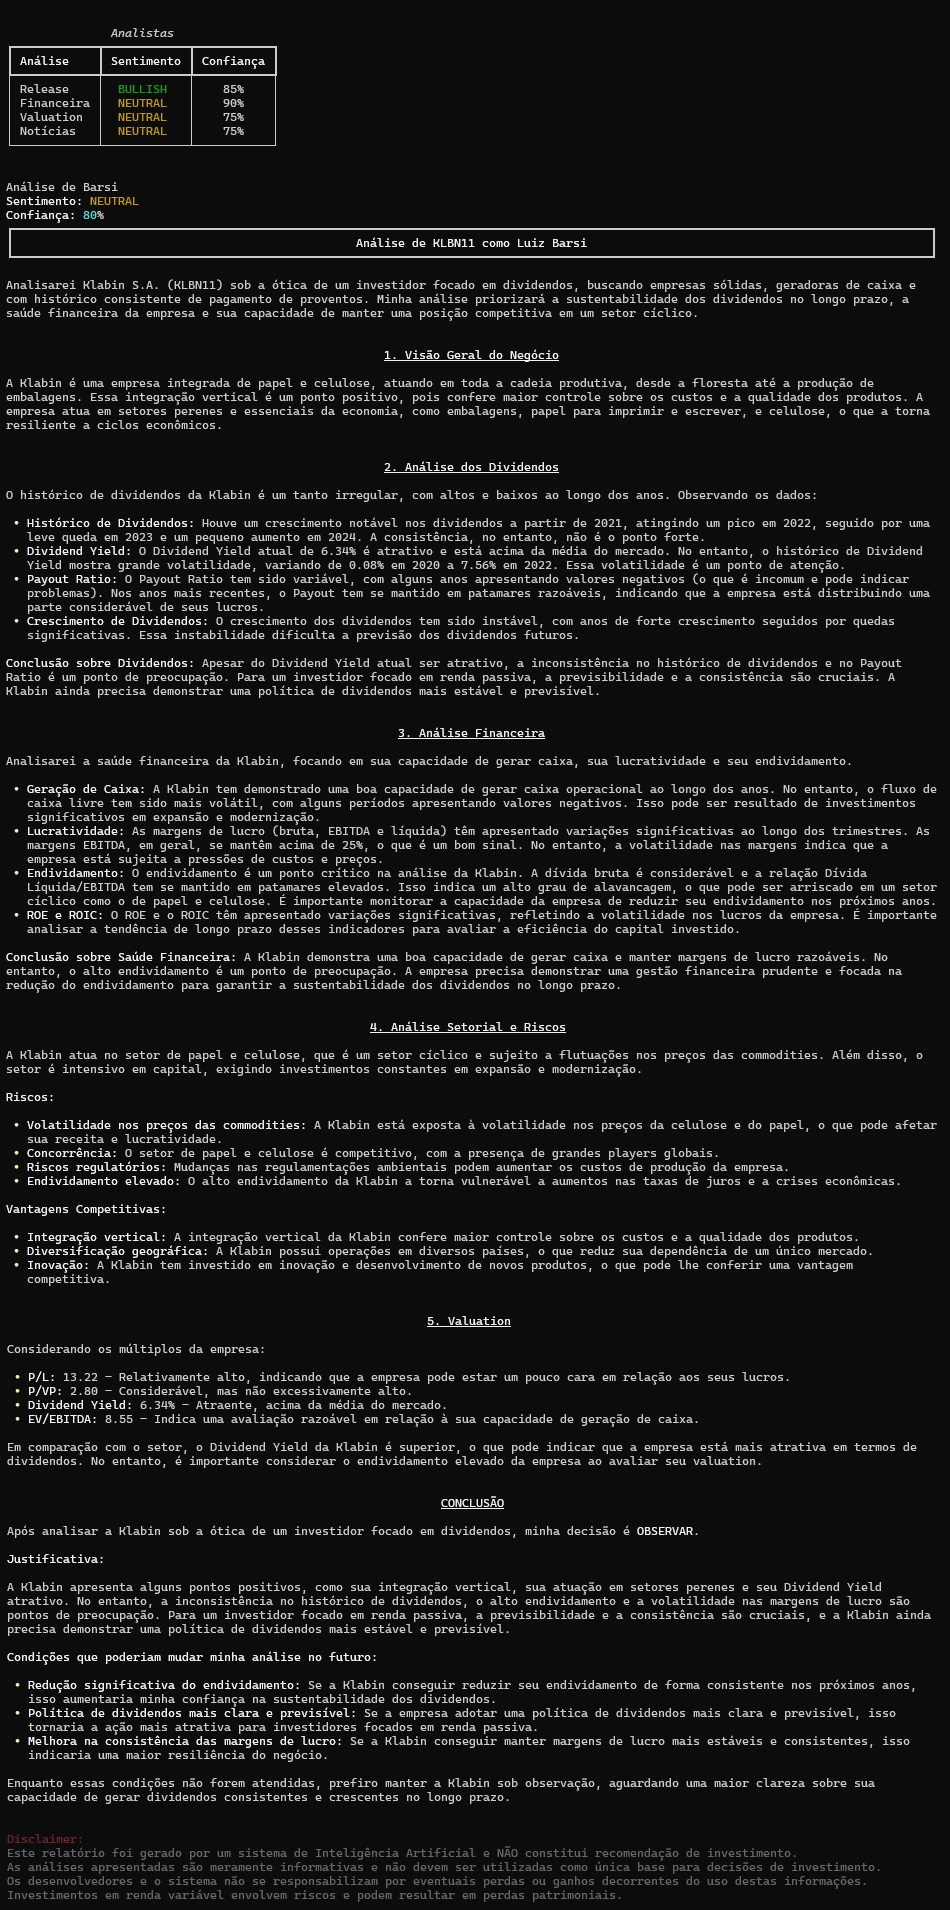 Analistas
Análise Sentimento Confiança
Release BULLISH 85%
Financeira NEUTRAL 90%
Valuation NEUTRAL 75%
Notícias NEUTRAL 75%
Análise de Barsi
Sentimento: NEUTRAL
Confiança: 80%
Análise de KLBN11 como Luiz Barsi
Analisarei Klabin S.A. (KLBN11) sob a ótica de um investidor focado em dividendos, buscando empresas sólidas, geradoras de caixa e
com histórico consistente de pagamento de proventos. Minha análise priorizará a sustentabilidade dos dividendos no longo prazo, a
saúde financeira da empresa e sua capacidade de manter uma posição competitiva em um setor cíclico.
1. Visão Geral do Negócio
A Klabin é uma empresa integrada de papel e celulose, atuando em toda a cadeia produtiva, desde a floresta até a produção de
embalagens. Essa integração vertical é um ponto positivo, pois confere maior controle sobre os custos e a qualidade dos produtos. A
empresa atua em setores perenes e essenciais da economia, como embalagens, papel para imprimir e escrever, e celulose, o que a torna
resiliente a ciclos econômicos.
2. Análise dos Dividendos
O histórico de dividendos da Klabin é um tanto irregular, com altos e baixos ao longo dos anos. Observando os dados:
• Histórico de Dividendos: Houve um crescimento notável nos dividendos a partir de 2021, atingindo um pico em 2022, seguido por uma
leve queda em 2023 e um pequeno aumento em 2024. A consistência, no entanto, não é o ponto forte.
• Dividend Yield: O Dividend Yield atual de 6.34% é atrativo e está acima da média do mercado. No entanto, o histórico de Dividend
Yield mostra grande volatilidade, variando de 0.08% em 2020 a 7.56% em 2022. Essa volatilidade é um ponto de atenção.
• Payout Ratio: O Payout Ratio tem sido variável, com alguns anos apresentando valores negativos (o que é incomum e pode indicar
problemas). Nos anos mais recentes, o Payout tem se mantido em patamares razoáveis, indicando que a empresa está distribuindo uma
parte considerável de seus lucros.
• Crescimento de Dividendos: O crescimento dos dividendos tem sido instável, com anos de forte crescimento seguidos por quedas
significativas. Essa instabilidade dificulta a previsão dos dividendos futuros.
Conclusão sobre Dividendos: Apesar do Dividend Yield atual ser atrativo, a inconsistência no histórico de dividendos e no Payout
Ratio é um ponto de preocupação. Para um investidor focado em renda passiva, a previsibilidade e a consistência são cruciais. A
Klabin ainda precisa demonstrar uma política de dividendos mais estável e previsível.
3. Análise Financeira
Analisarei a saúde financeira da Klabin, focando em sua capacidade de gerar caixa, sua lucratividade e seu endividamento.
• Geração de Caixa: A Klabin tem demonstrado uma boa capacidade de gerar caixa operacional ao longo dos anos. No entanto, o fluxo de
caixa livre tem sido mais volátil, com alguns períodos apresentando valores negativos. Isso pode ser resultado de investimentos
significativos em expansão e modernização.
• Lucratividade: As margens de lucro (bruta, EBITDA e líquida) têm apresentado variações significativas ao longo dos trimestres. As
margens EBITDA, em geral, se mantêm acima de 25%, o que é um bom sinal. No entanto, a volatilidade nas margens indica que a
empresa está sujeita a pressões de custos e preços.
• Endividamento: O endividamento é um ponto crítico na análise da Klabin. A dívida bruta é considerável e a relação Dívida
Líquida/EBITDA tem se mantido em patamares elevados. Isso indica um alto grau de alavancagem, o que pode ser arriscado em um setor
cíclico como o de papel e celulose. É importante monitorar a capacidade da empresa de reduzir seu endividamento nos próximos anos.
• ROE e ROIC: O ROE e o ROIC têm apresentado variações significativas, refletindo a volatilidade nos lucros da empresa. É importante
analisar a tendência de longo prazo desses indicadores para avaliar a eficiência do capital investido.
Conclusão sobre Saúde Financeira: A Klabin demonstra uma boa capacidade de gerar caixa e manter margens de lucro razoáveis. No
entanto, o alto endividamento é um ponto de preocupação. A empresa precisa demonstrar uma gestão financeira prudente e focada na
redução do endividamento para garantir a sustentabilidade dos dividendos no longo prazo.
4. Análise Setorial e Riscos
A Klabin atua no setor de papel e celulose, que é um setor cíclico e sujeito a flutuações nos preços das commodities. Além disso, o
setor é intensivo em capital, exigindo investimentos constantes em expansão e modernização.
Riscos:
• Volatilidade nos preços das commodities: A Klabin está exposta à volatilidade nos preços da celulose e do papel, o que pode afetar
sua receita e lucratividade.
• Concorrência: O setor de papel e celulose é competitivo, com a presença de grandes players globais.
• Riscos regulatórios: Mudanças nas regulamentações ambientais podem aumentar os custos de produção da empresa.
• Endividamento elevado: O alto endividamento da Klabin a torna vulnerável a aumentos nas taxas de juros e a crises econômicas.
Vantagens Competitivas:
• Integração vertical: A integração vertical da Klabin confere maior controle sobre os custos e a qualidade dos produtos.
• Diversificação geográfica: A Klabin possui operações em diversos países, o que reduz sua dependência de um único mercado.
• Inovação: A Klabin tem investido em inovação e desenvolvimento de novos produtos, o que pode lhe conferir uma vantagem
competitiva.
5. Valuation
Considerando os múltiplos da empresa:
• P/L: 13.22 – Relativamente alto, indicando que a empresa pode estar um pouco cara em relação aos seus lucros.
• P/VP: 2.80 – Considerável, mas não excessivamente alto.
• Dividend Yield: 6.34% – Atraente, acima da média do mercado.
• EV/EBITDA: 8.55 – Indica uma avaliação razoável em relação à sua capacidade de geração de caixa.
Em comparação com o setor, o Dividend Yield da Klabin é superior, o que pode indicar que a empresa está mais atrativa em termos de
dividendos. No entanto, é importante considerar o endividamento elevado da empresa ao avaliar seu valuation.
CONCLUSÃO
Após analisar a Klabin sob a ótica de um investidor focado em dividendos, minha decisão é OBSERVAR.
Justificativa:
A Klabin apresenta alguns pontos positivos, como sua integração vertical, sua atuação em setores perenes e seu Dividend Yield
atrativo. No entanto, a inconsistência no histórico de dividendos, o alto endividamento e a volatilidade nas margens de lucro são
pontos de preocupação. Para um investidor focado em renda passiva, a previsibilidade e a consistência são cruciais, e a Klabin ainda
precisa demonstrar uma política de dividendos mais estável e previsível.
Condições que poderiam mudar minha análise no futuro:
• Redução significativa do endividamento: Se a Klabin conseguir reduzir seu endividamento de forma consistente nos próximos anos,
isso aumentaria minha confiança na sustentabilidade dos dividendos.
• Política de dividendos mais clara e previsível: Se a empresa adotar uma política de dividendos mais clara e previsível, isso
tornaria a ação mais atrativa para investidores focados em renda passiva.
• Melhora na consistência das margens de lucro: Se a Klabin conseguir manter margens de lucro mais estáveis e consistentes, isso
indicaria uma maior resiliência do negócio.
Enquanto essas condições não forem atendidas, prefiro manter a Klabin sob observação, aguardando uma maior clareza sobre sua
capacidade de gerar dividendos consistentes e crescentes no longo prazo.
Disclaimer:
Este relatório foi gerado por um sistema de Inteligência Artificial e NÃO constitui recomendação de investimento.
As análises apresentadas são meramente informativas e não devem ser utilizadas como única base para decisões de investimento.
Os desenvolvedores e o sistema não se responsabilizam por eventuais perdas ou ganhos decorrentes do uso destas informações.
Investimentos em renda variável envolvem riscos e podem resultar em perdas patrimoniais.